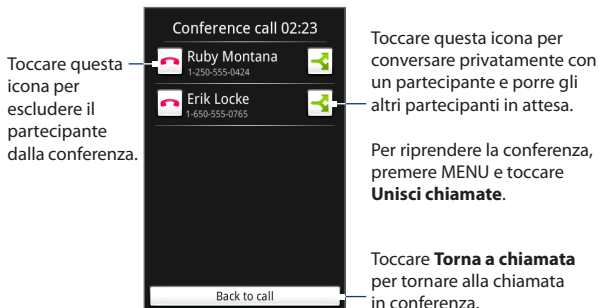 Conference call 02:23
Ruby Montana
1-250-555-0424
Erik Locke
1-650-555-0765
Back to call
Toccare questa
icona per
escludere il
partecipante
dalla conferenza.
Toccare questa icona per
conversare privatamente con
un partecipante e porre gli
altri partecipanti in attesa.
Per riprendere la conferenza,
premere MENU e toccare
Unisci chiamate.
Toccare Torna a chiamata
per tornare alla chiamata
in conferenza.